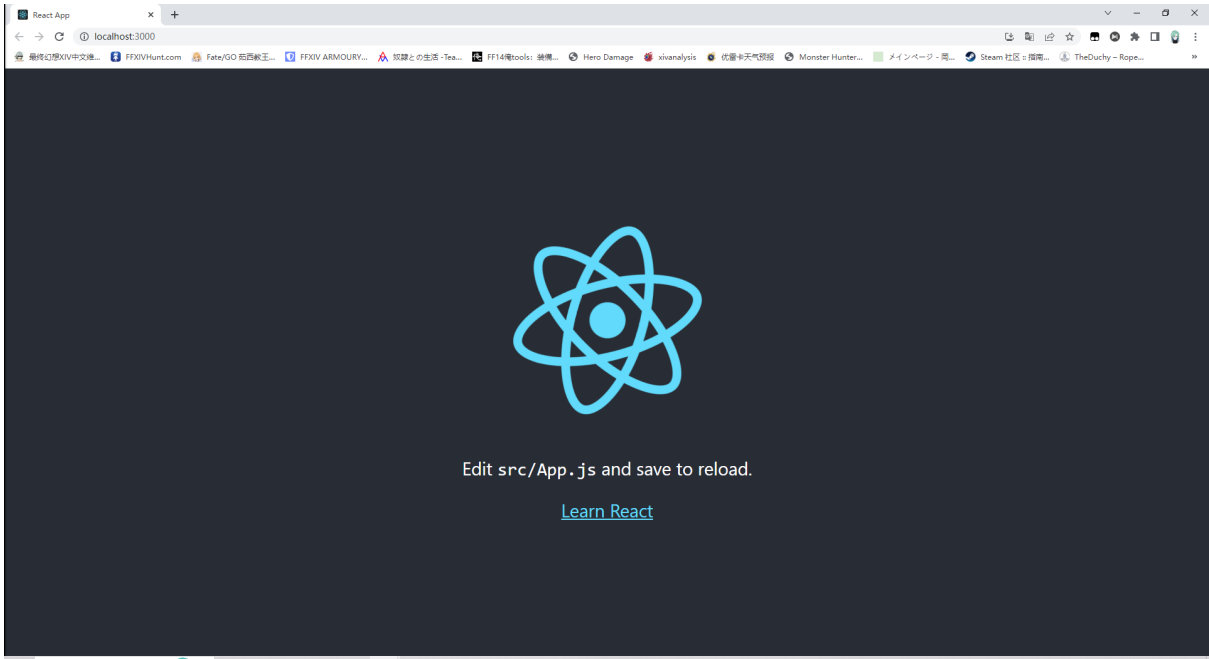 React App
localhost:3000
最终幻想XIV中文维... FFXIVHunt.com Fate/GO 茹西教王... FFXIV ARMOURY... 奴隷との生活 -Tea... FF14俺tools：装備... Hero Damage xivanalysis 优雷卡天气预报 Monster Hunter... メインページ - 岡... Steam 社区 :: 指南... TheDuchy – Rope... »
Edit src/App.js and save to reload.
Learn React